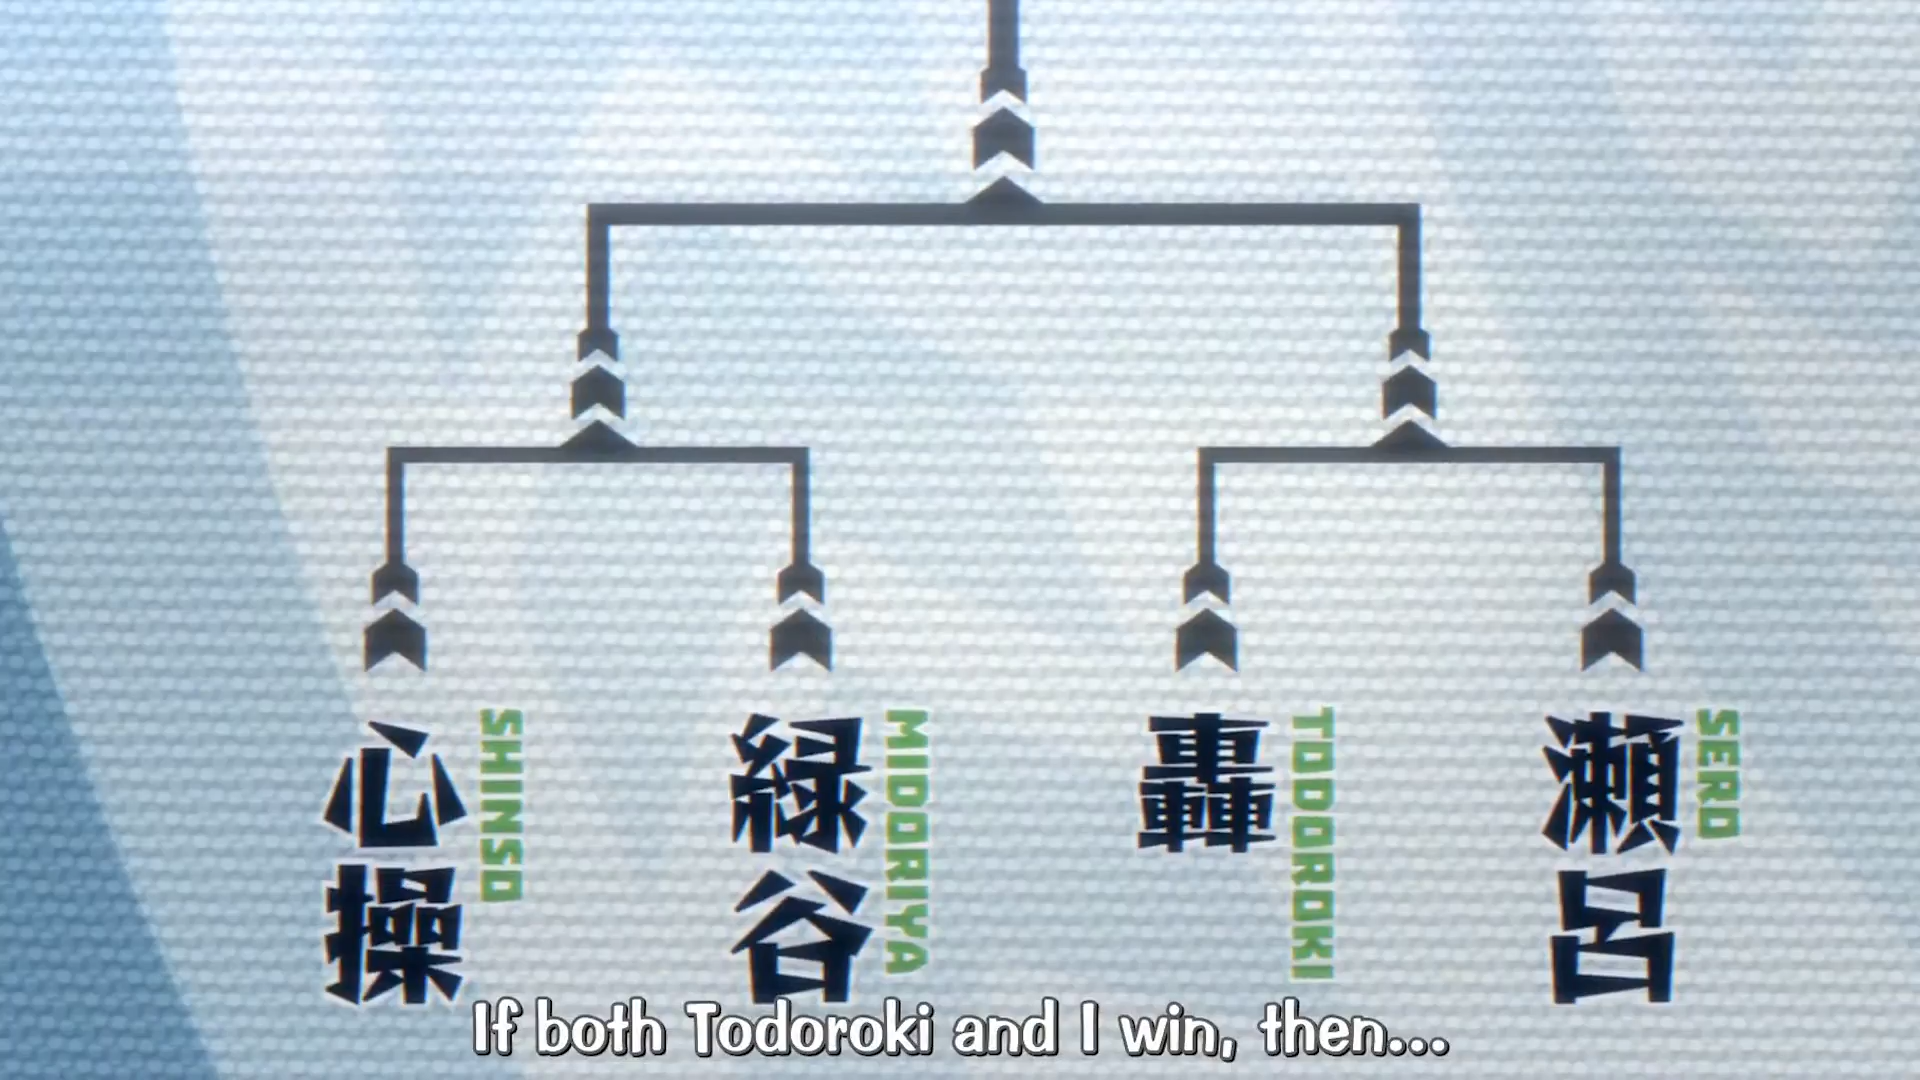 心操
SHINSO
緑谷
MIDORIYA
轟
TODOROKI
瀬呂
SERO
If both Todoroki and I win, then...